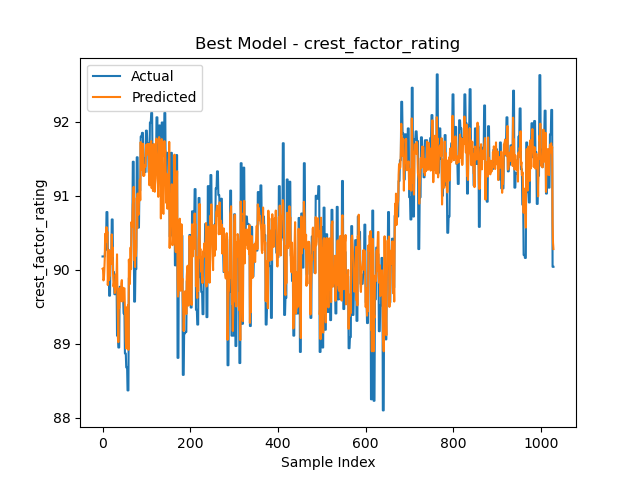 Best Model - crest_factor_rating
Actual
Predicted
92
91
90
89
88
crest_factor_rating
0
200
400
600
800
1000
Sample Index